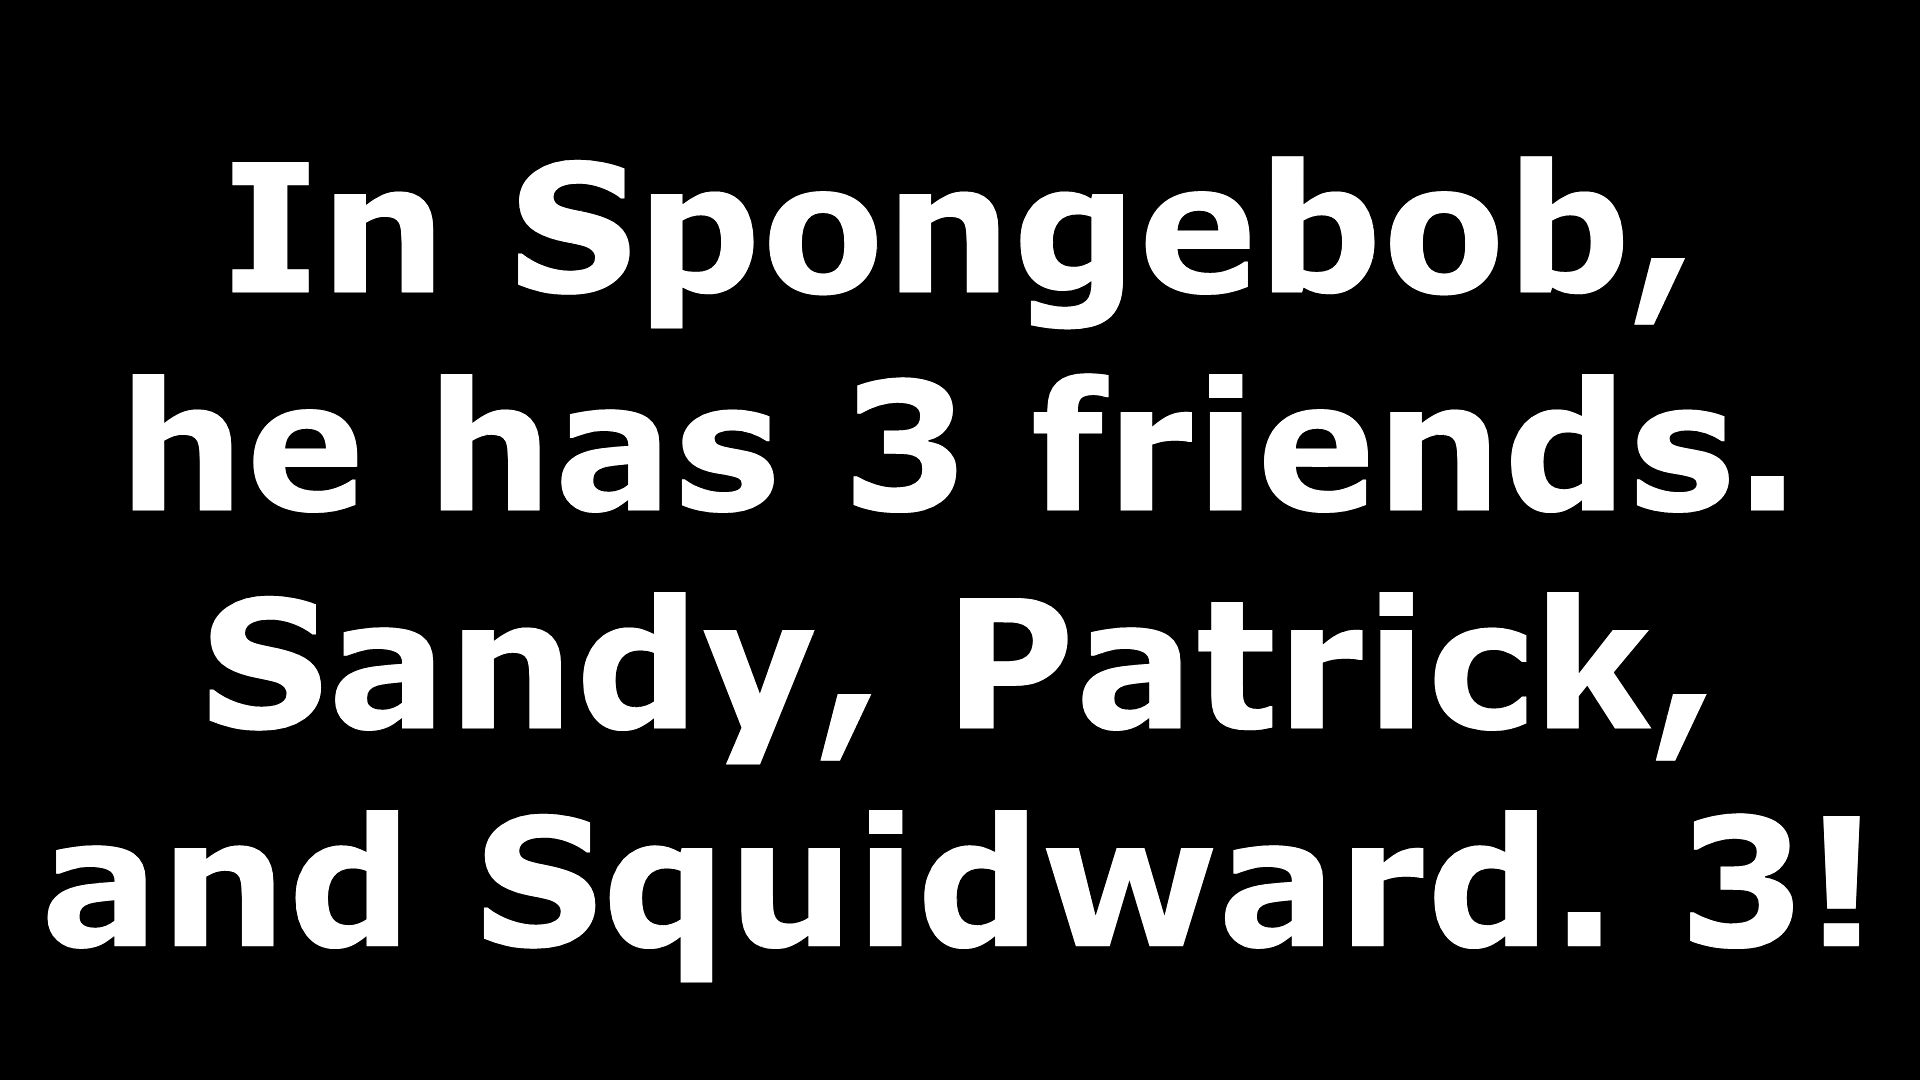 In Spongebob,
he has 3 friends.
Sandy, Patrick,
and Squidward. 3!